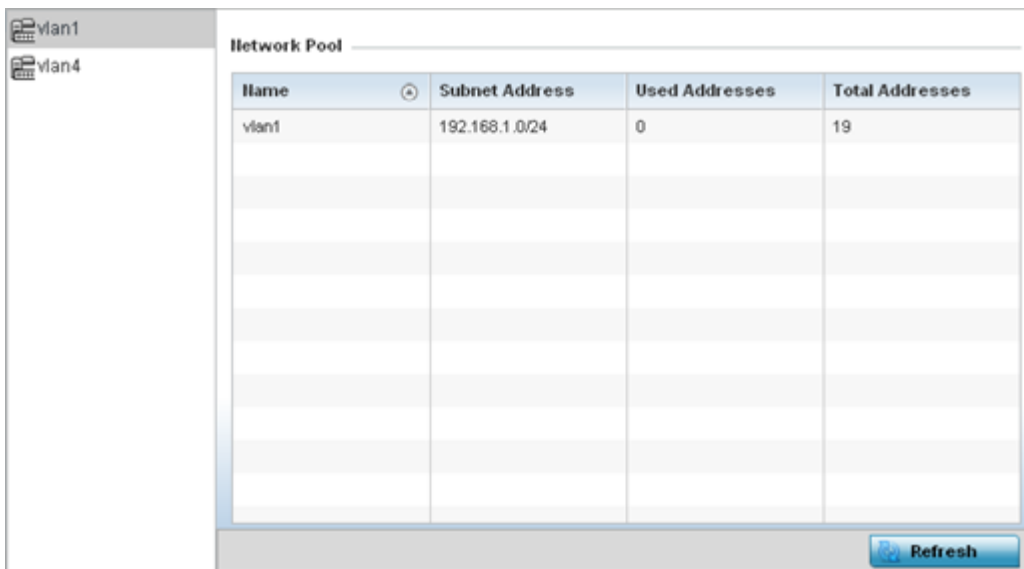 vlan1
vlan4
Network Pool
Name Subnet Address Used Addresses Total Addresses
vlan1 192.168.1.0/24 0 19
Refresh